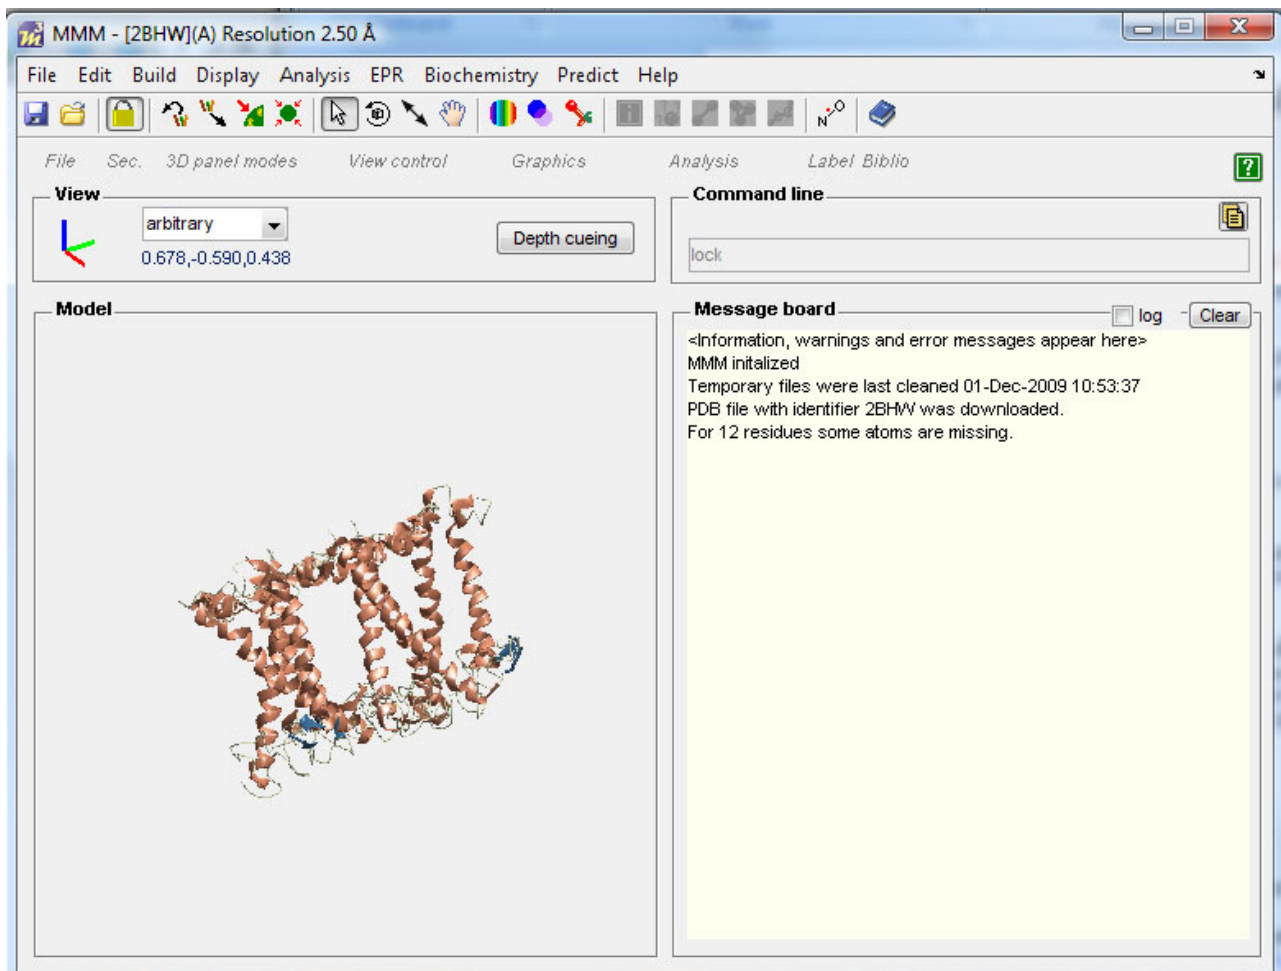 MMM - [2BHW](A) Resolution 2.50 Å
File Edit Build Display Analysis EPR Biochemistry Predict Help
File Sec. 3D panel modes View control Graphics Analysis Label Biblio
View
arbitrary
0.678,-0.590,0.438
Depth cueing
Command line
lock
Model
Message board
log
Clear
<Information, warnings and error messages appear here>
MMM initalized
Temporary files were last cleaned 01-Dec-2009 10:53:37
PDB file with identifier 2BHW was downloaded.
For 12 residues some atoms are missing.